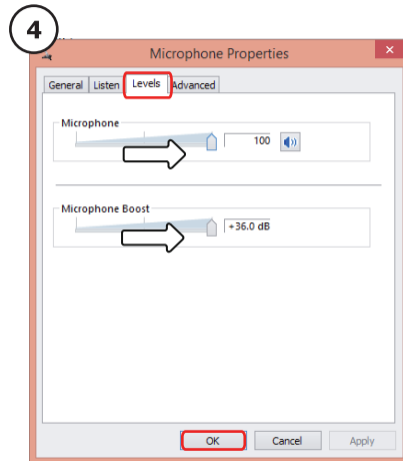 4
Microphone Properties
General Listen Levels Advanced
Microphone
100
Microphone Boost
+36.0 dB
OK Cancel Apply